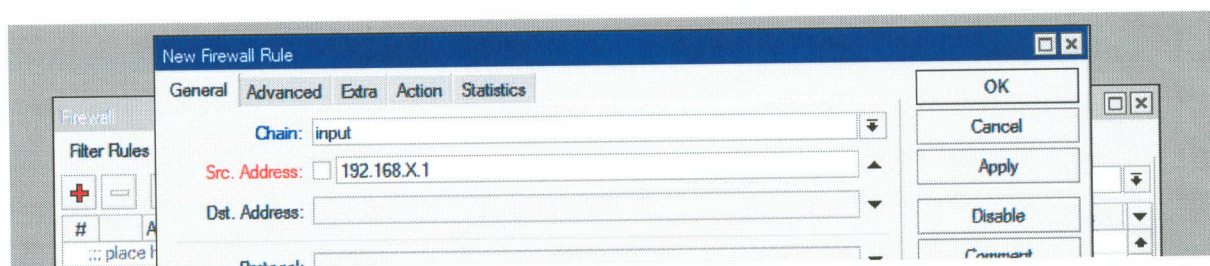 New Firewall Rule
General Advanced Extra Action Statistics
OK
Firewall
Chain: input
Cancel
Filter Rules
Src. Address: 192.168.X.1
Apply
Dst. Address:
Disable
#
::: place
Comment